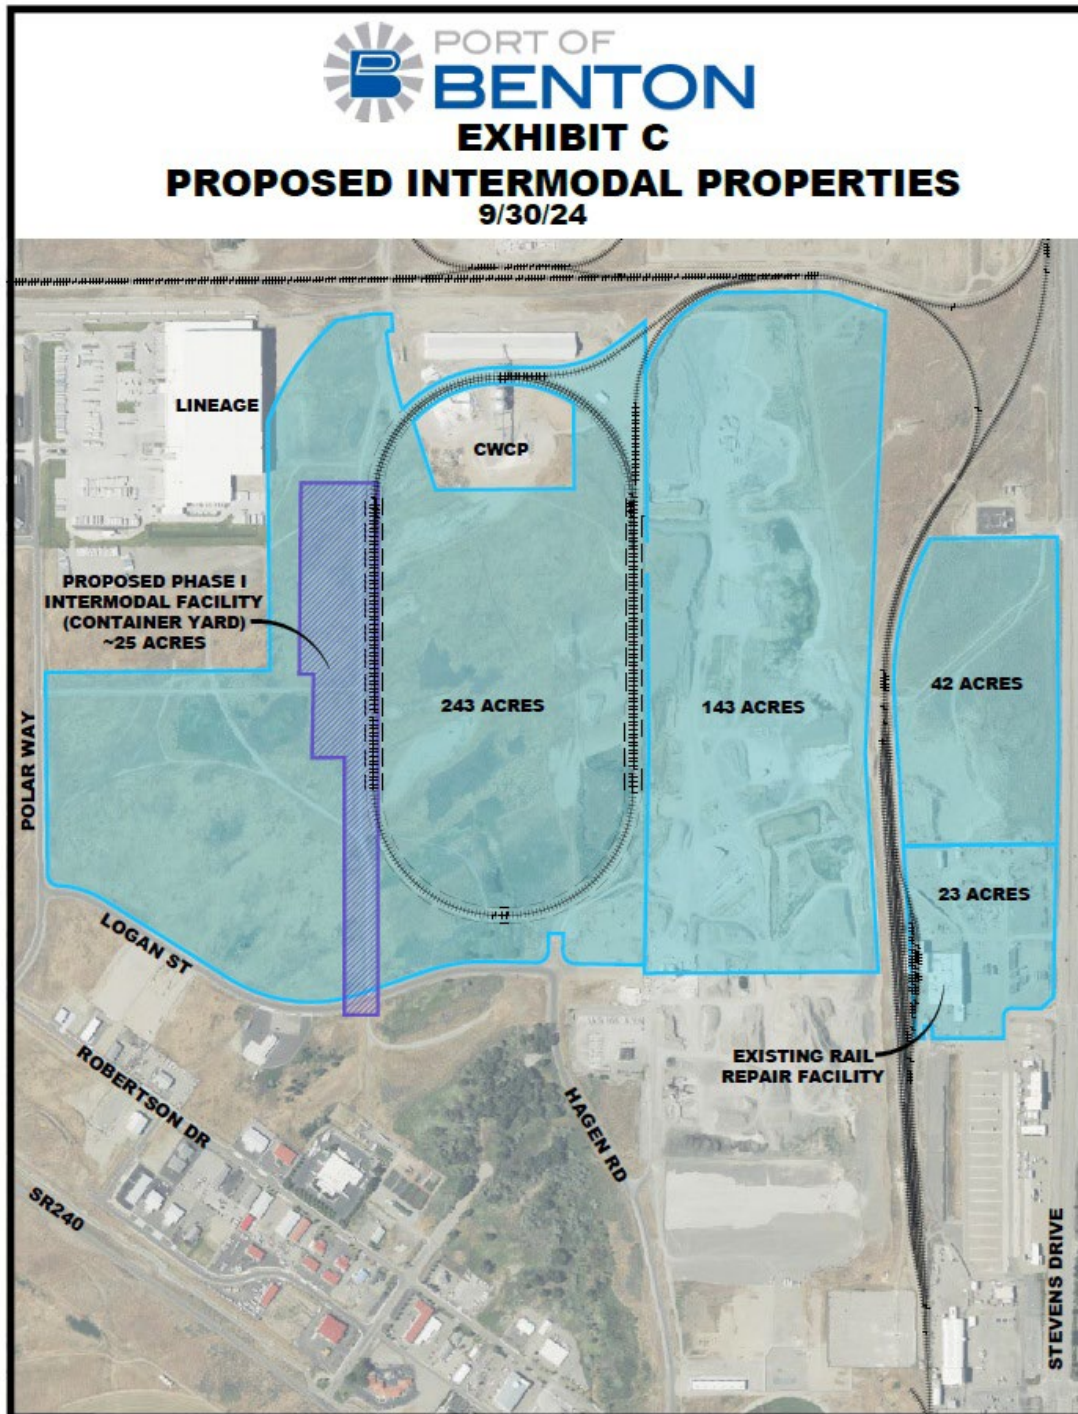 PORT OF
BENTON
EXHIBIT C
PROPOSED INTERMODAL PROPERTIES
9/30/24
LINEAGE
CWCP
PROPOSED PHASE I
INTERMODAL FACILITY
(CONTAINER YARD)
~25 ACRES
243 ACRES
143 ACRES
42 ACRES
23 ACRES
POLAR WAY
LOGAN ST
ROBERTSON DR
SR240
HAGEN RD
EXISTING RAIL
REPAIR FACILITY
STEVENS DRIVE